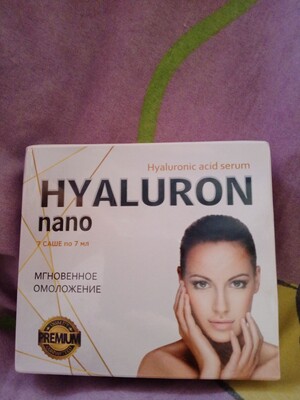 Hyaluronic acid serum
HYALURON
nano
7 САШЕ по 7 мл
МГНОВЕННОЕ
ОМОЛОЖЕНИЕ
PREMIUM